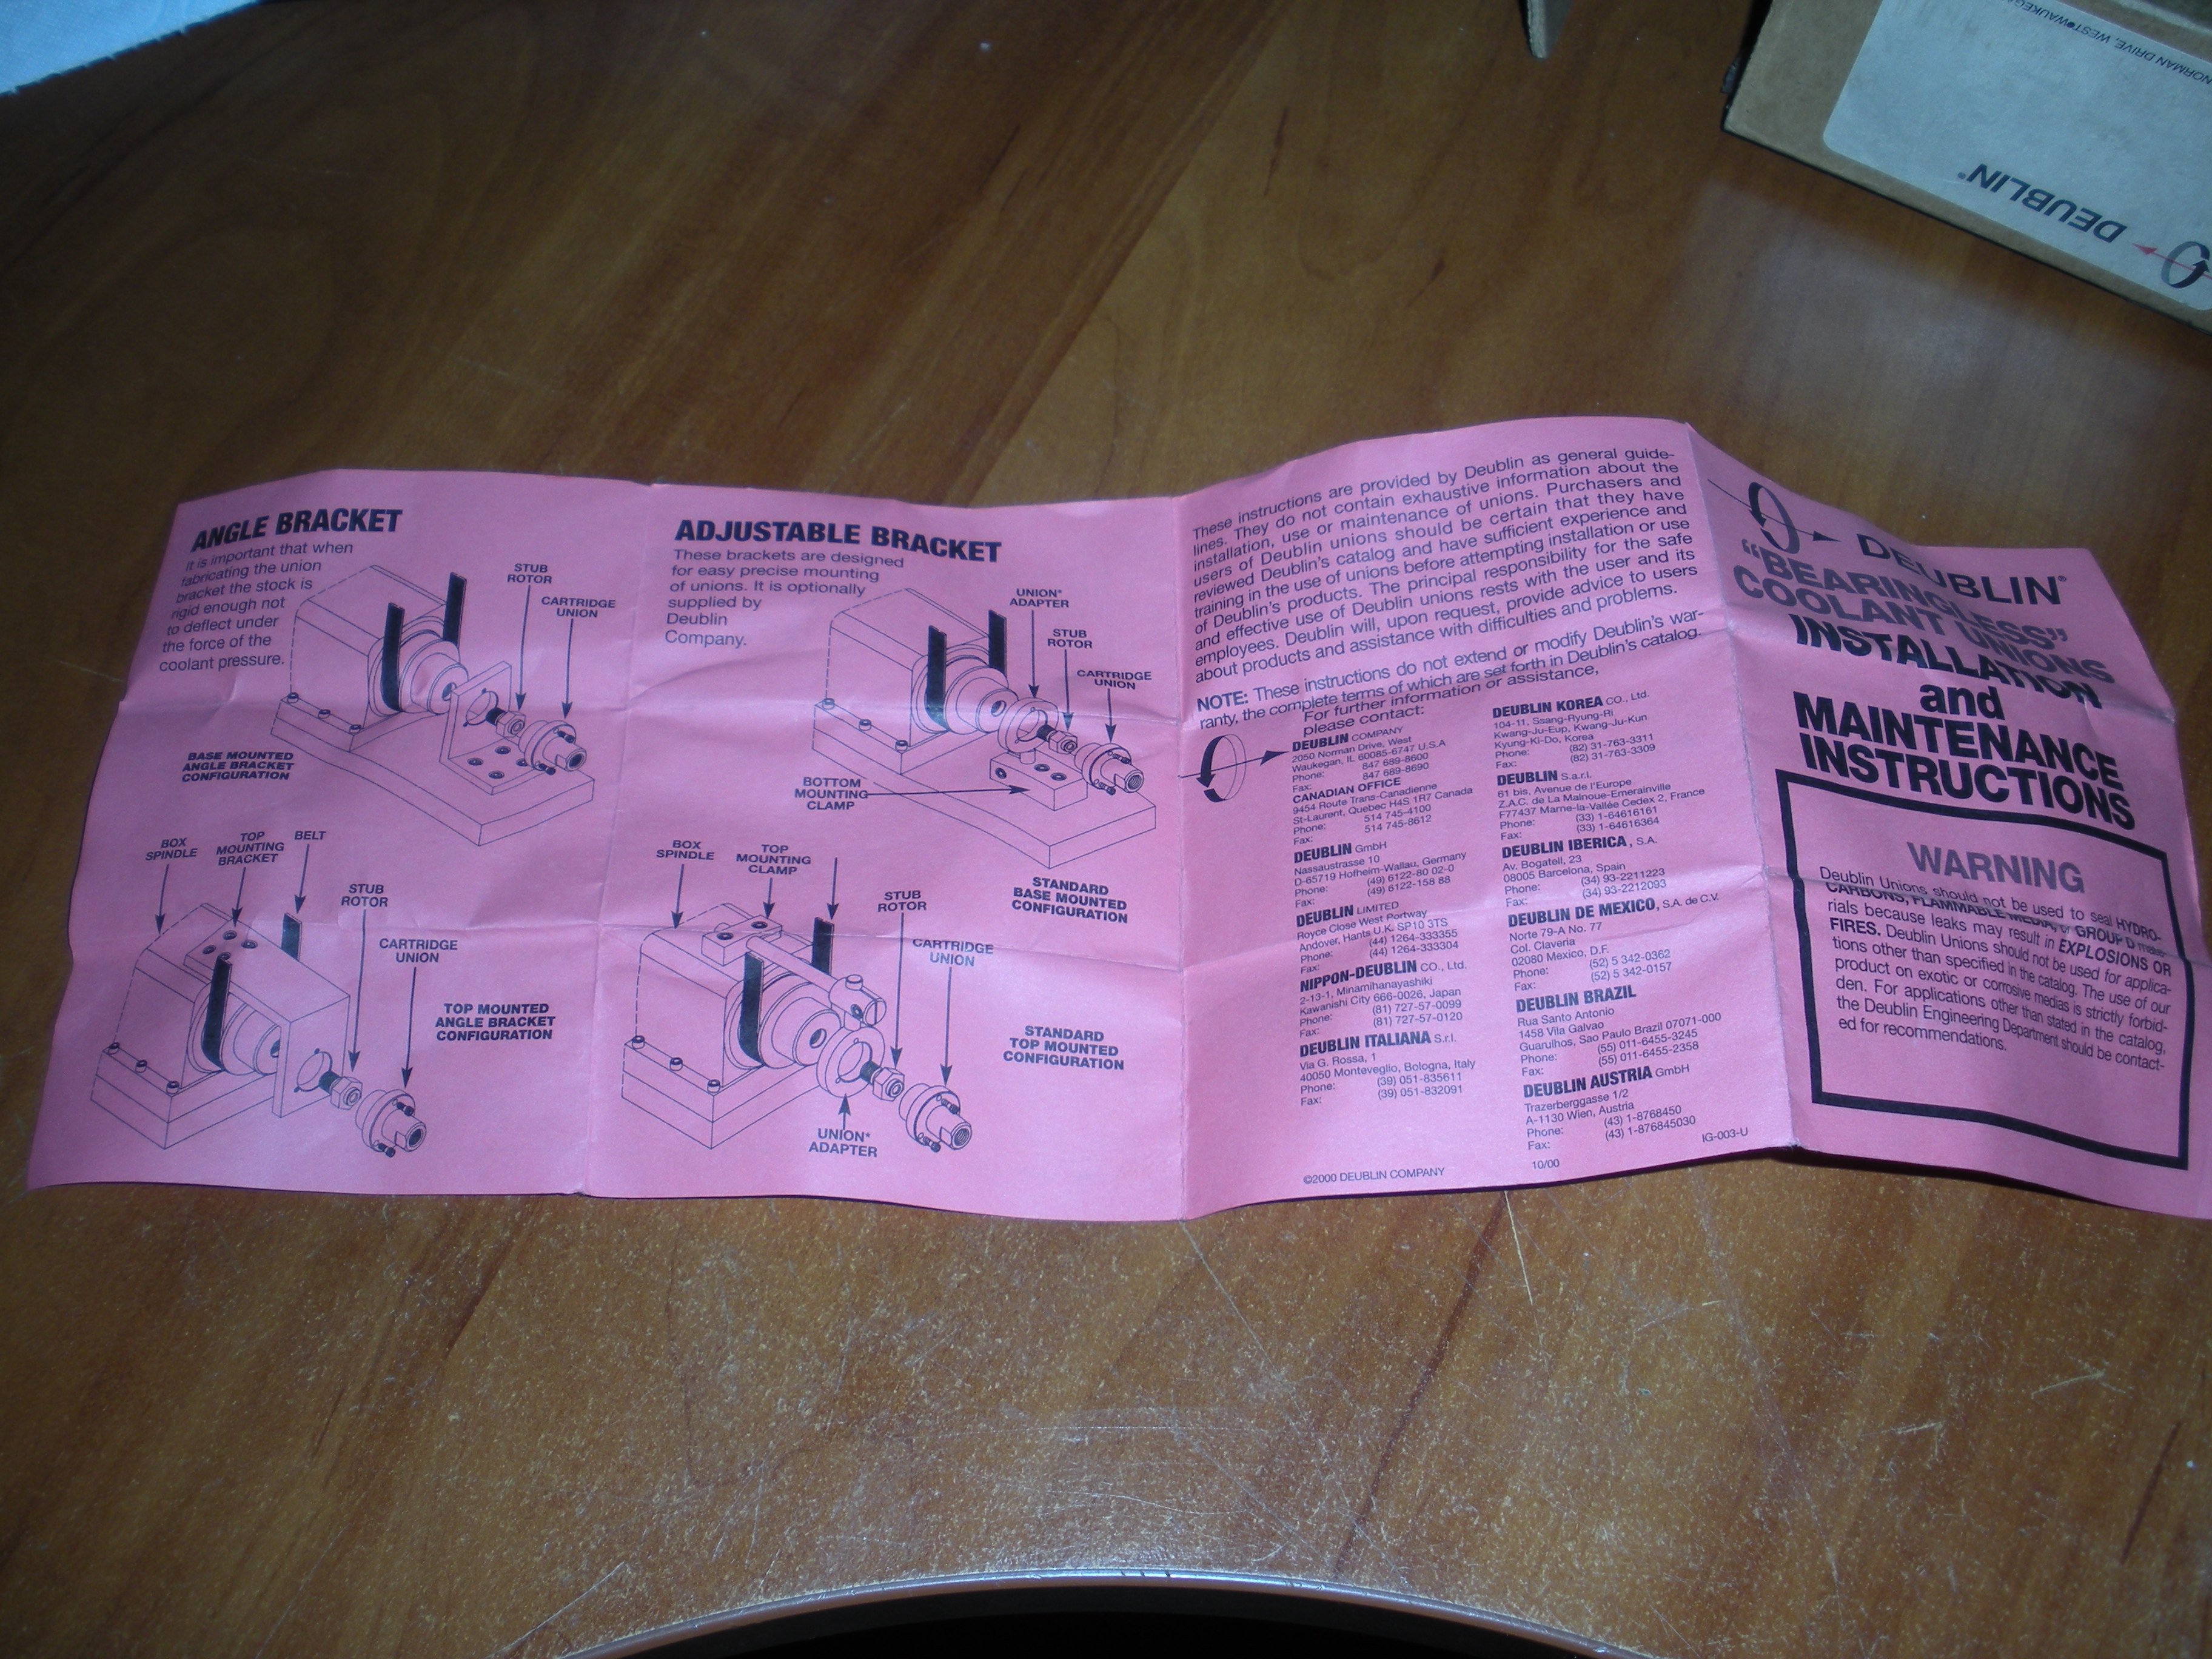 ANGLE BRACKET
It is important that when
fabricating the union
bracket the stock is
rigid enough not
to deflect under
the force of the
coolant pressure.
STUB
ROTOR
CARTRIDGE
UNION
BASE MOUNTED
ANGLE BRACKET
CONFIGURATION
BOX
SPINDLE
TOP
MOUNTING
BRACKET
BELT
STUB
ROTOR
CARTRIDGE
UNION
TOP MOUNTED
ANGLE BRACKET
CONFIGURATION
ADJUSTABLE BRACKET
These brackets are designed
for easy precise mounting
of unions. It is optionally
supplied by
Deublin
Company.
UNION*
ADAPTER
STUB
ROTOR
CARTRIDGE
UNION
BOTTOM
MOUNTING
CLAMP
STANDARD
BASE MOUNTED
CONFIGURATION
BOX
SPINDLE
TOP
MOUNTING
CLAMP
STUB
ROTOR
CARTRIDGE
UNION
STANDARD
TOP MOUNTED
CONFIGURATION
UNION*
ADAPTER
These instructions are provided by Deublin as general guide-
lines. They do not contain exhaustive information about the
installation, use or maintenance of unions. Purchasers and
users of Deublin unions should be certain that they have
reviewed Deublin's catalog and have sufficient experience and
training in the use of unions before attempting installation or use
of Deublin's products. The principal responsibility for the safe
and effective use of Deublin unions rests with the user and its
employees. Deublin will, upon request, provide advice to users
about products and assistance with difficulties and problems.
NOTE: These instructions do not extend or modify Deublin's war-
ranty, the complete terms of which are set forth in Deublin's catalog.
For further information or assistance,
please contact:
DEUBLIN COMPANY
2050 Norman Drive, West
Waukegan, IL 60085-6747 U.S.A
Phone: 847 689-8600
Fax: 847 689-8690
CANADIAN OFFICE
9454 Route Trans-Canadienne
St-Laurent, Quebec H4S 1R7 Canada
Phone: 514 745-4100
Fax: 514 745-8612
DEUBLIN GmbH
Nassaustrasse 10
D-65719 Hofheim-Wallau, Germany
Phone: (49) 6122-80 02-0
Fax: (49) 6122-158 88
DEUBLIN LIMITED
Royce Close West Portway
Andover, Hants U.K. SP10 3TS
Phone: (44) 1264-333355
Fax: (44) 1264-333304
NIPPON-DEUBLIN CO., Ltd.
2-13-1, Minamihanayashiki
Kawanishi City 666-0026, Japan
Phone: (81) 727-57-0099
Fax: (81) 727-57-0120
DEUBLIN ITALIANA S.r.l.
Via G. Rossa, 1
40050 Monteveglio, Bologna, Italy
Phone: (39) 051-835611
Fax: (39) 051-832091
DEUBLIN KOREA CO., Ltd.
104-11, Ssang-Ryung-Ri
Kwang-Ju-Eup, Kwang-Ju-Kun
Kyung-Ki-Do, Korea
Phone: (82) 31-763-3311
Fax: (82) 31-763-3309
DEUBLIN S.a.r.l.
61 bis, Avenue de l'Europe
Z.A.C. de La Malnoue-Emerainville
F77437 Marne-la-Vallée Cedex 2, France
Phone: (33) 1-64616161
Fax: (33) 1-64616364
DEUBLIN IBERICA, S.A.
Av. Bogatell, 23
08005 Barcelona, Spain
Phone: (34) 93-2211223
Fax: (34) 93-2212093
DEUBLIN DE MEXICO, S.A. de C.V.
Norte 79-A No. 77
Col. Claveria
02080 Mexico, D.F.
Phone: (52) 5 342-0362
Fax: (52) 5 342-0157
DEUBLIN BRAZIL
Rua Santo Antonio
1458 Vila Galvao
Guarulhos, Sao Paulo Brazil 07071-000
Phone: (55) 011-6455-3245
Fax: (55) 011-6455-2358
DEUBLIN AUSTRIA GmbH
Trazerberggasse 1/2
A-1130 Wien, Austria
Phone: (43) 1-8768450
Fax: (43) 1-876845030
©2000 DEUBLIN COMPANY
10/00
IG-003-U
DEUBLIN®
"BEARINGLESS"
COOLANT UNIONS
INSTALLATION
and
MAINTENANCE
INSTRUCTIONS
WARNING
Deublin Unions should not be used to seal HYDRO-
CARBONS, FLAMMABLE MEDIA, or GROUP D mate-
rials because leaks may result in EXPLOSIONS OR
FIRES. Deublin Unions should not be used for applica-
tions other than specified in the catalog. The use of our
product on exotic or corrosive medias is strictly forbid-
den. For applications other than stated in the catalog,
the Deublin Engineering Department should be contact-
ed for recommendations.
NORMAN DRIVE, WEST
DEUBLIN®